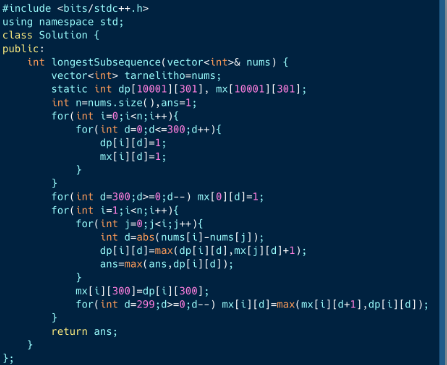 #include <bits/stdc++.h>
using namespace std;
class Solution {
public:
    int longestSubsequence(vector<int>& nums) {
        vector<int> tarnelitho=nums;
        static int dp[10001][301], mx[10001][301];
        int n=nums.size(),ans=1;
        for(int i=0;i<n;i++){
            for(int d=0;d<=300;d++){
                dp[i][d]=1;
                mx[i][d]=1;
            }
        }
        for(int d=300;d>=0;d--) mx[0][d]=1;
        for(int i=1;i<n;i++){
            for(int j=0;j<i;j++){
                int d=abs(nums[i]-nums[j]);
                dp[i][d]=max(dp[i][d],mx[j][d]+1);
                ans=max(ans,dp[i][d]);
            }
            mx[i][300]=dp[i][300];
            for(int d=299;d>=0;d--) mx[i][d]=max(mx[i][d+1],dp[i][d]);
        }
        return ans;
    }
};